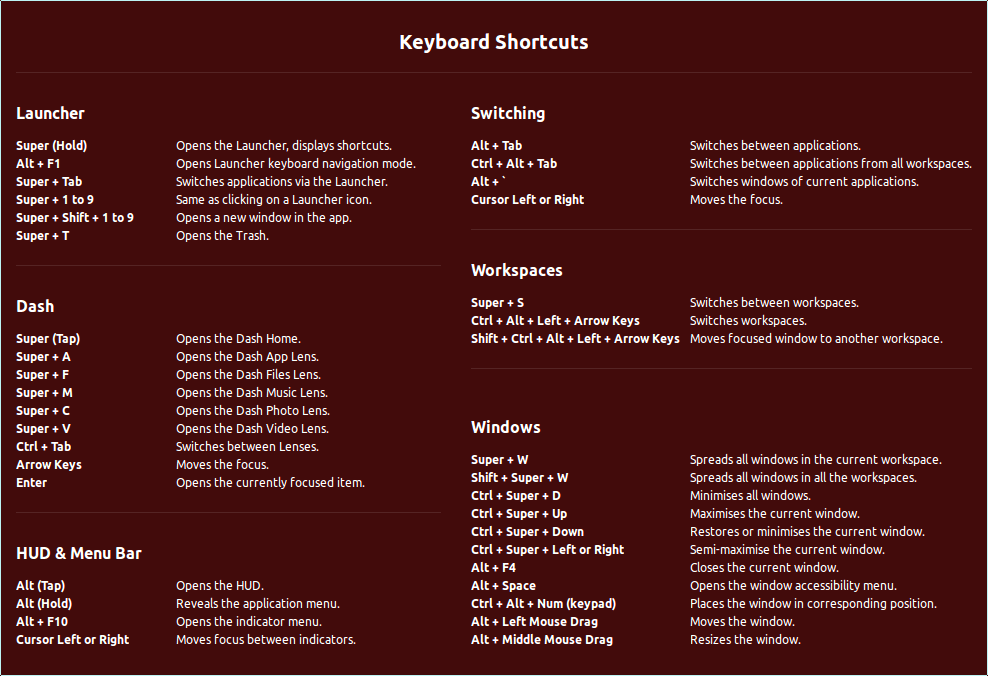 Keyboard Shortcuts
Launcher
Super (Hold) Opens the Launcher, displays shortcuts.
Alt + F1 Opens Launcher keyboard navigation mode.
Super + Tab Switches applications via the Launcher.
Super + 1 to 9 Same as clicking on a Launcher icon.
Super + Shift + 1 to 9 Opens a new window in the app.
Super + T Opens the Trash.
Dash
Super (Tap) Opens the Dash Home.
Super + A Opens the Dash App Lens.
Super + F Opens the Dash Files Lens.
Super + M Opens the Dash Music Lens.
Super + C Opens the Dash Photo Lens.
Super + V Opens the Dash Video Lens.
Ctrl + Tab Switches between Lenses.
Arrow Keys Moves the focus.
Enter Opens the currently focused item.
HUD & Menu Bar
Alt (Tap) Opens the HUD.
Alt (Hold) Reveals the application menu.
Alt + F10 Opens the indicator menu.
Cursor Left or Right Moves focus between indicators.
Switching
Alt + Tab Switches between applications.
Ctrl + Alt + Tab Switches between applications from all workspaces.
Alt + ` Switches windows of current applications.
Cursor Left or Right Moves the focus.
Workspaces
Super + S Switches between workspaces.
Ctrl + Alt + Left + Arrow Keys Switches workspaces.
Shift + Ctrl + Alt + Left + Arrow Keys Moves focused window to another workspace.
Windows
Super + W Spreads all windows in the current workspace.
Shift + Super + W Spreads all windows in all the workspaces.
Ctrl + Super + D Minimises all windows.
Ctrl + Super + Up Maximises the current window.
Ctrl + Super + Down Restores or minimises the current window.
Ctrl + Super + Left or Right Semi-maximise the current window.
Alt + F4 Closes the current window.
Alt + Space Opens the window accessibility menu.
Ctrl + Alt + Num (keypad) Places the window in corresponding position.
Alt + Left Mouse Drag Moves the window.
Alt + Middle Mouse Drag Resizes the window.